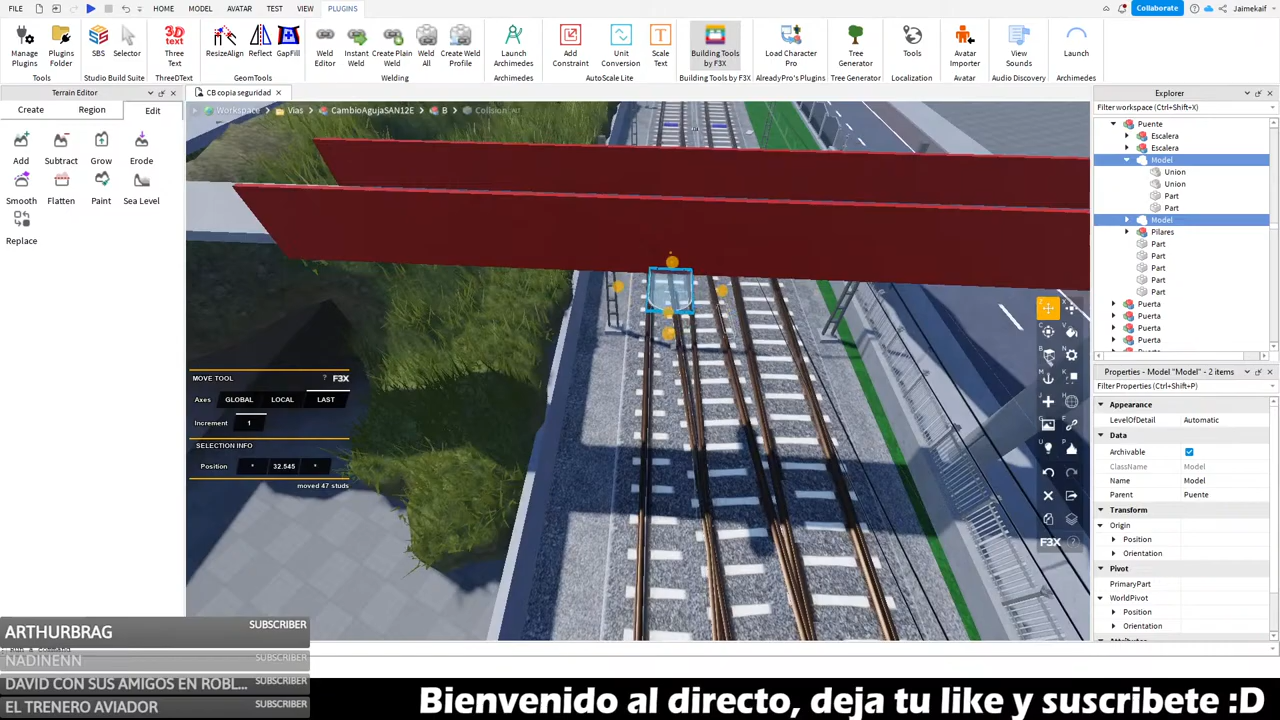 FILE HOME MODEL AVATAR TEST VIEW PLUGINS Collaborate Jaimekaif
Manage Plugins
Plugins Folder
SBS
Selector
Three Text
3D text
ResizeAlign
Reflect
GapFill
Weld Editor
Instant Weld
Create Plain Weld
Weld All
Create Weld Profile
Launch Archimedes
Add Constraint
Unit Conversion
Scale Text
Building Tools by F3X
Load Character Pro
Tree Generator
Tools
Avatar Importer
View Sounds
Launch
Tools Studio Build Suite ThreeDText GeomTools Welding Archimedes AutoScale Lite Building Tools by F3X AlreadyPro's Plugins Tree Generator Localization Avatar Audio Discovery Archimedes
Terrain Editor
Create Region Edit
Add Subtract Grow Erode
Smooth Flatten Paint Sea Level
Replace
CB copia seguridad
Workspace Vias CambioAgujaSAN12E B CollisionPart
MOVE TOOL ? F3X
Axes GLOBAL LOCAL LAST
Increment 1
SELECTION INFO
Position * 32.545 *
moved 47 studs
F3X
Explorer
Filter workspace (Ctrl+Shift+X)
Puente
Escalera
Escalera
Model
Union
Union
Part
Part
Model
Pilares
Part
Part
Part
Part
Part
Puerta
Puerta
Puerta
Puerta
Puerta
Properties - Model "Model" - 2 items
Filter Properties (Ctrl+Shift+P)
Appearance
LevelOfDetail Automatic
Data
Archivable
ClassName Model
Name Model
Parent Puente
Transform
Origin
Position
Orientation
Pivot
PrimaryPart
WorldPivot
Position
Orientation
Attributes
ARTHURBRAG SUBSCRIBER
NADINENN SUBSCRIBER
DAVID CON SUS AMIGOS EN ROBL... SUBSCRIBER
EL TRENERO AVIADOR SUBSCRIBER
Bienvenido al directo, deja tu like y suscribete :D